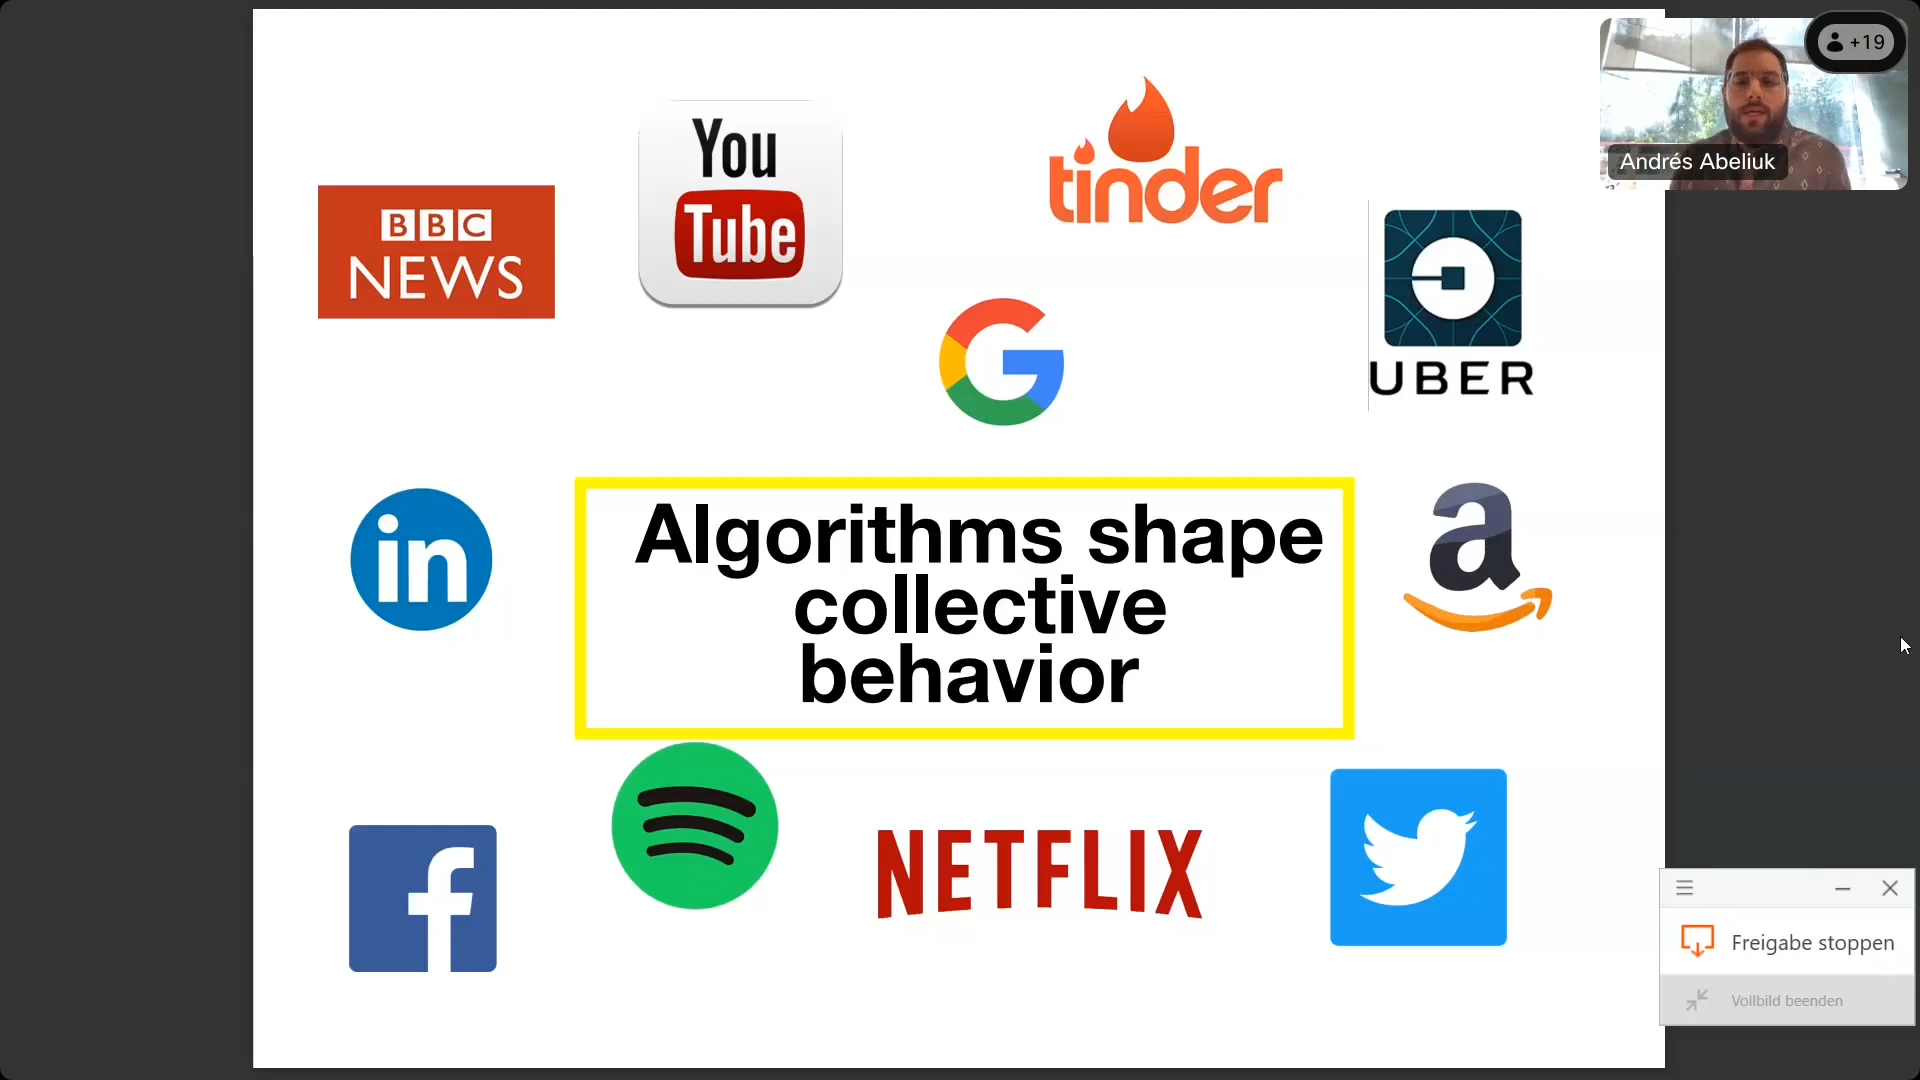 +19
Andrés Abeliuk
You
Tube
tinder
BBC
NEWS
UBER
G
in
Algorithms shape
collective
behavior
a
f
NETFLIX
Freigabe stoppen
Vollbild beenden